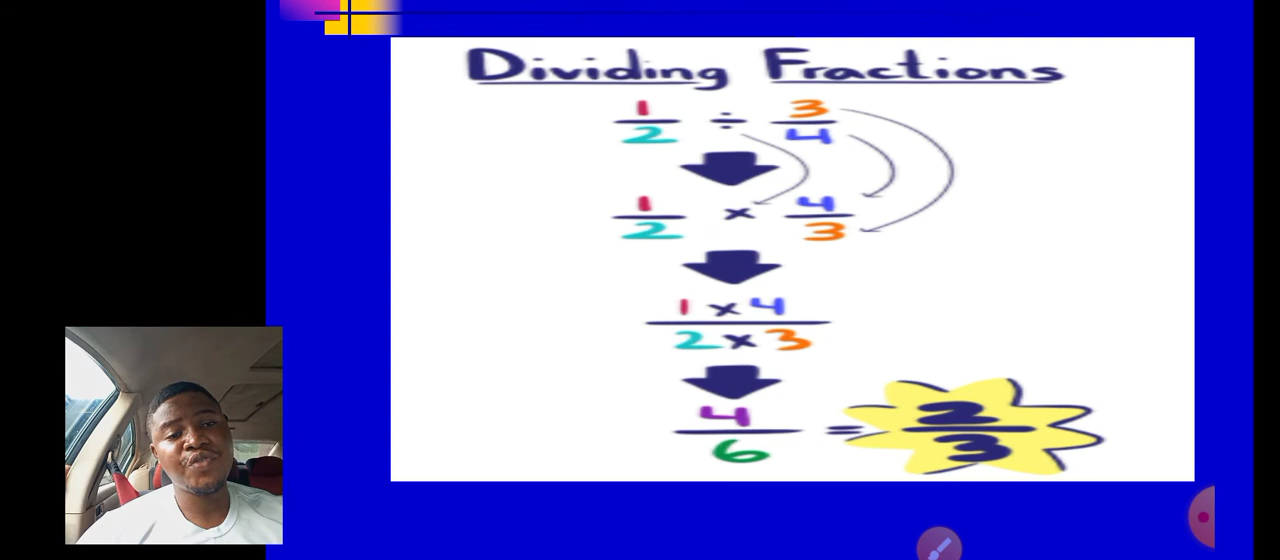 Dividing Fractions
1/2 ÷ 3/4
1/2 × 4/3
1 × 4 / 2 × 3
4/6 = 2/3